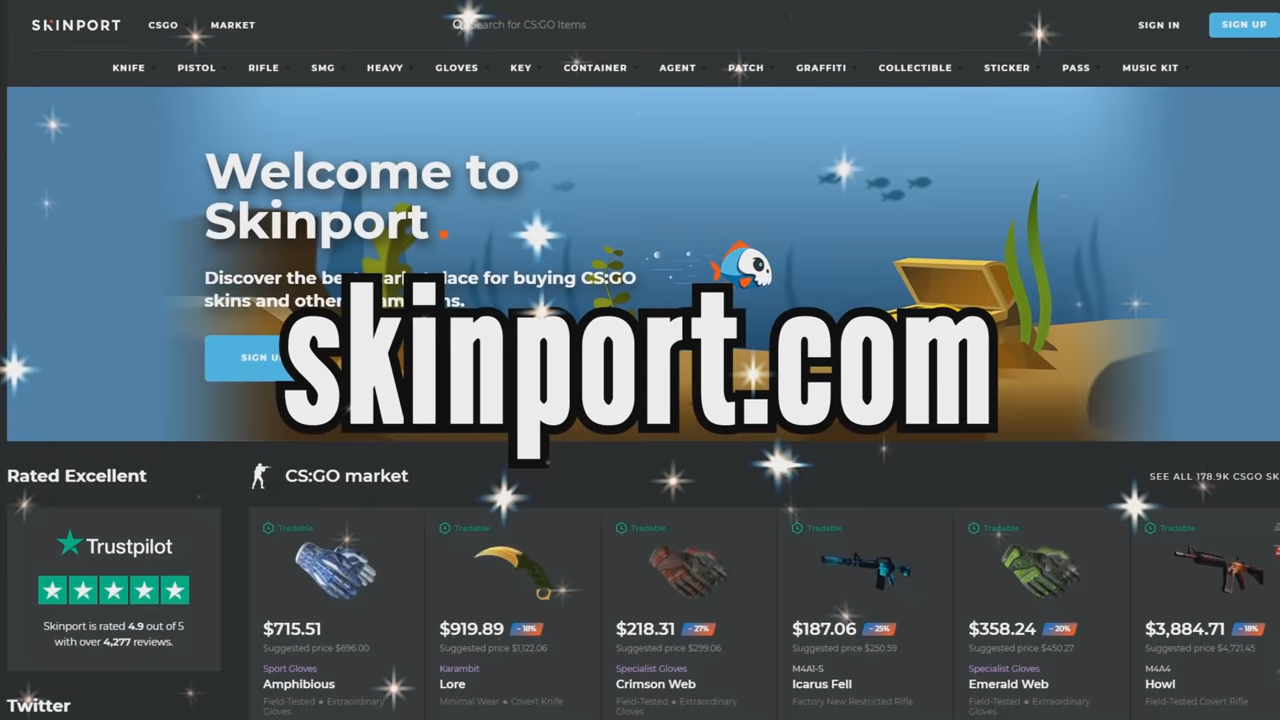 SKINPORT CSGO MARKET Search for CS:GO Items SIGN IN SIGN UP
KNIFE PISTOL RIFLE SMG HEAVY GLOVES KEY CONTAINER AGENT PATCH GRAFFITI COLLECTIBLE STICKER PASS MUSIC KIT
Welcome to
Skinport.
Discover the place for buying CS:GO
skins and other
SIGN
skinport.com
Rated Excellent
CS:GO market
SEE ALL 178.9K CSGO SK
Trustpilot
Skinport is rated 4.9 out of 5
with over 4,277 reviews.
Twitter
Tradable Tradable Tradable Tradable Tradable Tradable
$715.51 $919.89 -18% $218.31 -27% $187.06 -25% $358.24 -20% $3,884.71 -18%
Suggested price $696.00 Suggested price $1,122.06 Suggested price $299.06 Suggested price $250.59 Suggested price $450.27 Suggested price $4,721.45
Sport Gloves Karambit Specialist Gloves M4A1-S Specialist Gloves M4A4
Amphibious Lore Crimson Web Icarus Fell Emerald Web Howl
Field-Tested ★ Extraordinary Minimal Wear ★ Covert Knife Field-Tested ★ Extraordinary Factory New Restricted Rifle Field-Tested ★ Extraordinary Field-Tested Covert Rifle
Gloves Gloves Gloves